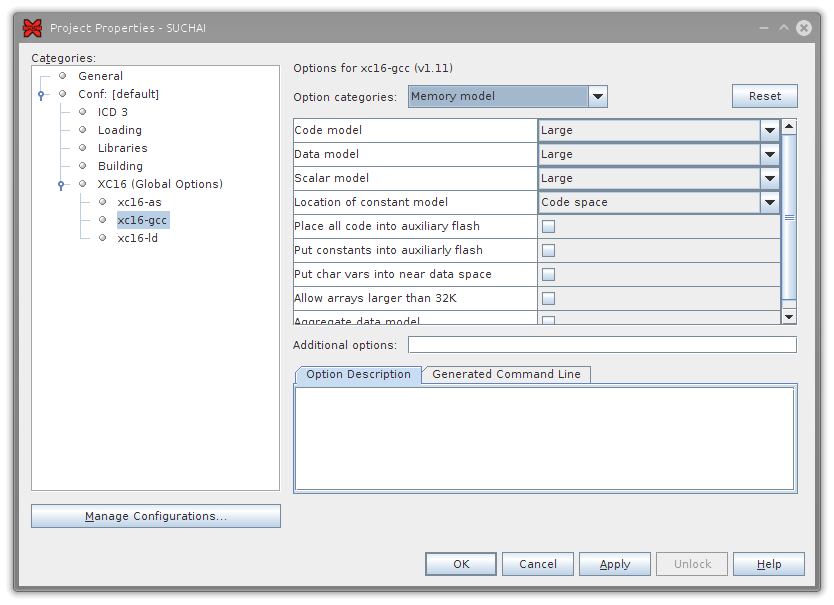 Project Properties - SUCHAI
Categories:
General
Conf: [default]
ICD 3
Loading
Libraries
Building
XC16 (Global Options)
xc16-as
xc16-gcc
xc16-ld
Manage Configurations...
Options for xc16-gcc (v1.11)
Option categories: Memory model Reset
Code model Large
Data model Large
Scalar model Large
Location of constant model Code space
Place all code into auxiliary flash
Put constants into auxiliarly flash
Put char vars into near data space
Allow arrays larger than 32K
Aggregate data model
Additional options:
Option Description Generated Command Line
OK Cancel Apply Unlock Help